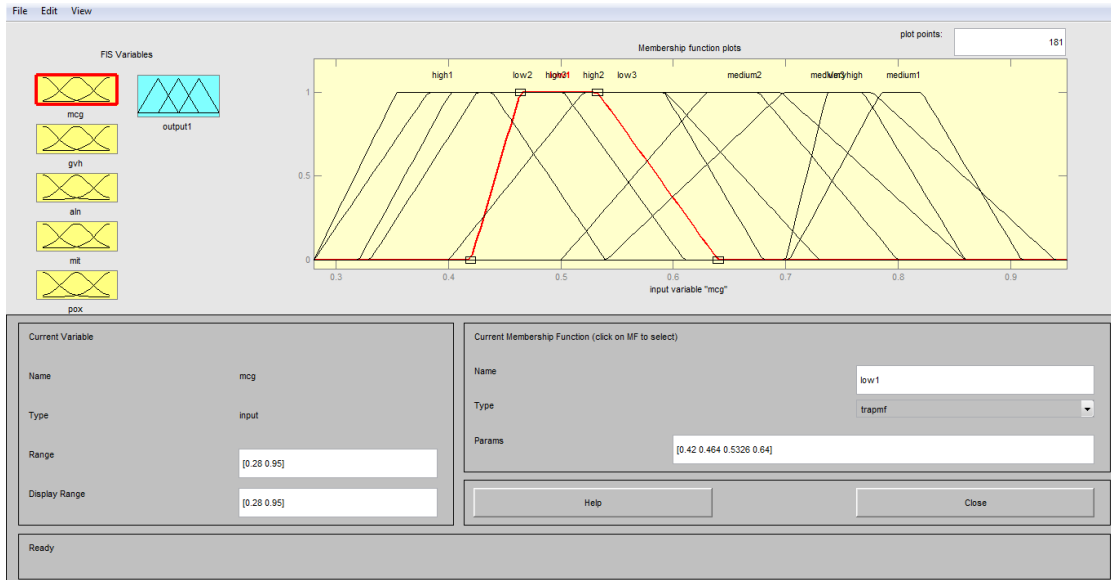 File Edit View
FIS Variables
mcg
gvh
aln
mit
pox
output1
Membership function plots
plot points:
181
high1 low2 low1 high2 low3 medium2 medium1
1
0.5
0
0.3 0.4 0.5 0.6 0.7 0.8 0.9
input variable "mcg"
Current Variable
Name mcg
Type input
Range [0.28 0.95]
Display Range [0.28 0.95]
Current Membership Function (click on MF to select)
Name low1
Type trapmf
Params [0.42 0.464 0.5326 0.64]
Help Close
Ready